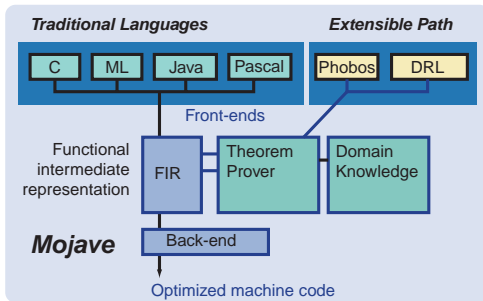 Traditional Languages
Extensible Path
C
ML
Java
Pascal
Phobos
DRL
Front-ends
Functional
intermediate
representation
FIR
Theorem
Prover
Domain
Knowledge
Mojave
Back-end
Optimized machine code